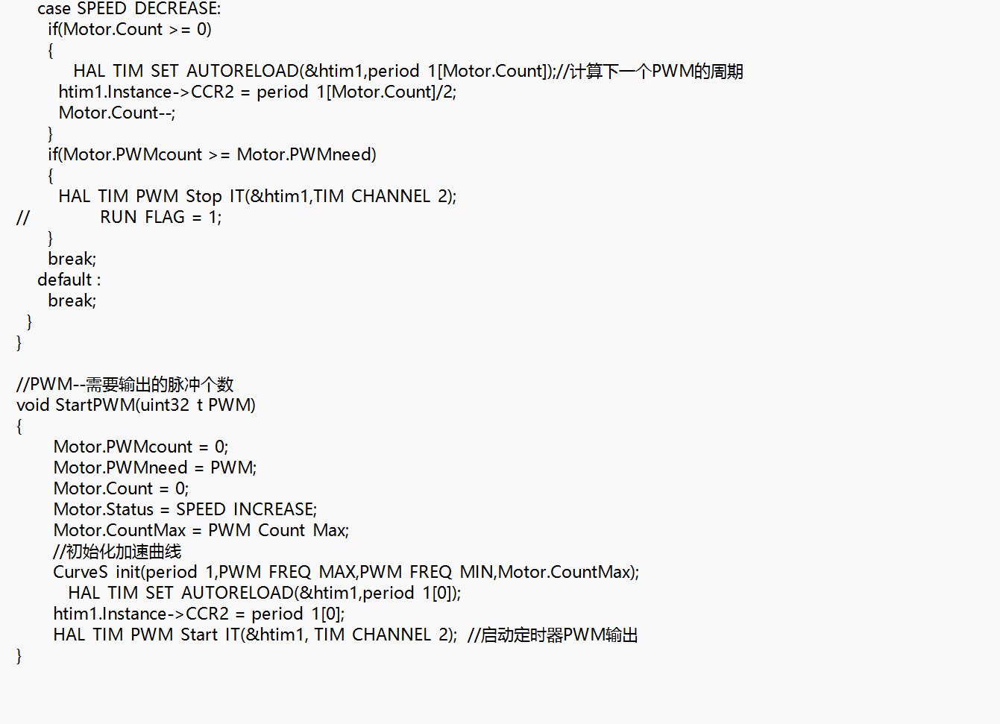 case SPEED DECREASE:
if(Motor.Count >= 0)
{
HAL TIM SET AUTORELOAD(&htim1,period 1[Motor.Count]);//计算下一个PWM的周期
htim1.Instance->CCR2 = period 1[Motor.Count]/2;
Motor.Count--;
}
if(Motor.PWMcount >= Motor.PWMneed)
{
HAL TIM PWM Stop IT(&htim1,TIM CHANNEL 2);
// RUN FLAG = 1;
}
break;
default :
break;
}
}
//PWM--需要输出的脉冲个数
void StartPWM(uint32 t PWM)
{
Motor.PWMcount = 0;
Motor.PWMneed = PWM;
Motor.Count = 0;
Motor.Status = SPEED INCREASE;
Motor.CountMax = PWM Count Max;
//初始化加速曲线
CurveS init(period 1,PWM FREQ MAX,PWM FREQ MIN,Motor.CountMax);
HAL TIM SET AUTORELOAD(&htim1,period 1[0]);
htim1.Instance->CCR2 = period 1[0];
HAL TIM PWM Start IT(&htim1, TIM CHANNEL 2); //启动定时器PWM输出
}